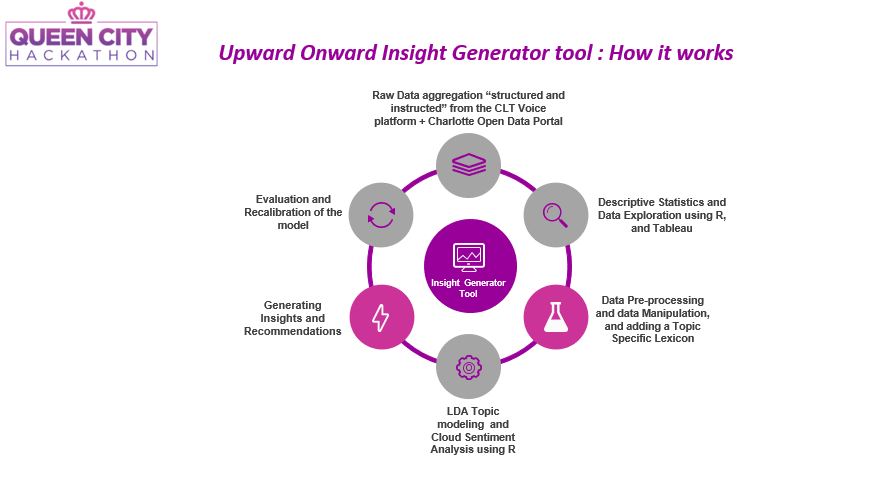 QUEEN CITY
HACKATHON
Upward Onward Insight Generator tool : How it works
Raw Data aggregation “structured and
instructed” from the CLT Voice
platform + Charlotte Open Data Portal
Descriptive Statistics and
Data Exploration using R,
and Tableau
Data Pre-processing
and data Manipulation,
and adding a Topic
Specific Lexicon
LDA Topic
modeling and
Cloud Sentiment
Analysis using R
Generating
Insights and
Recommendations
Evaluation and
Recalibration of the
model
Insight Generator
Tool